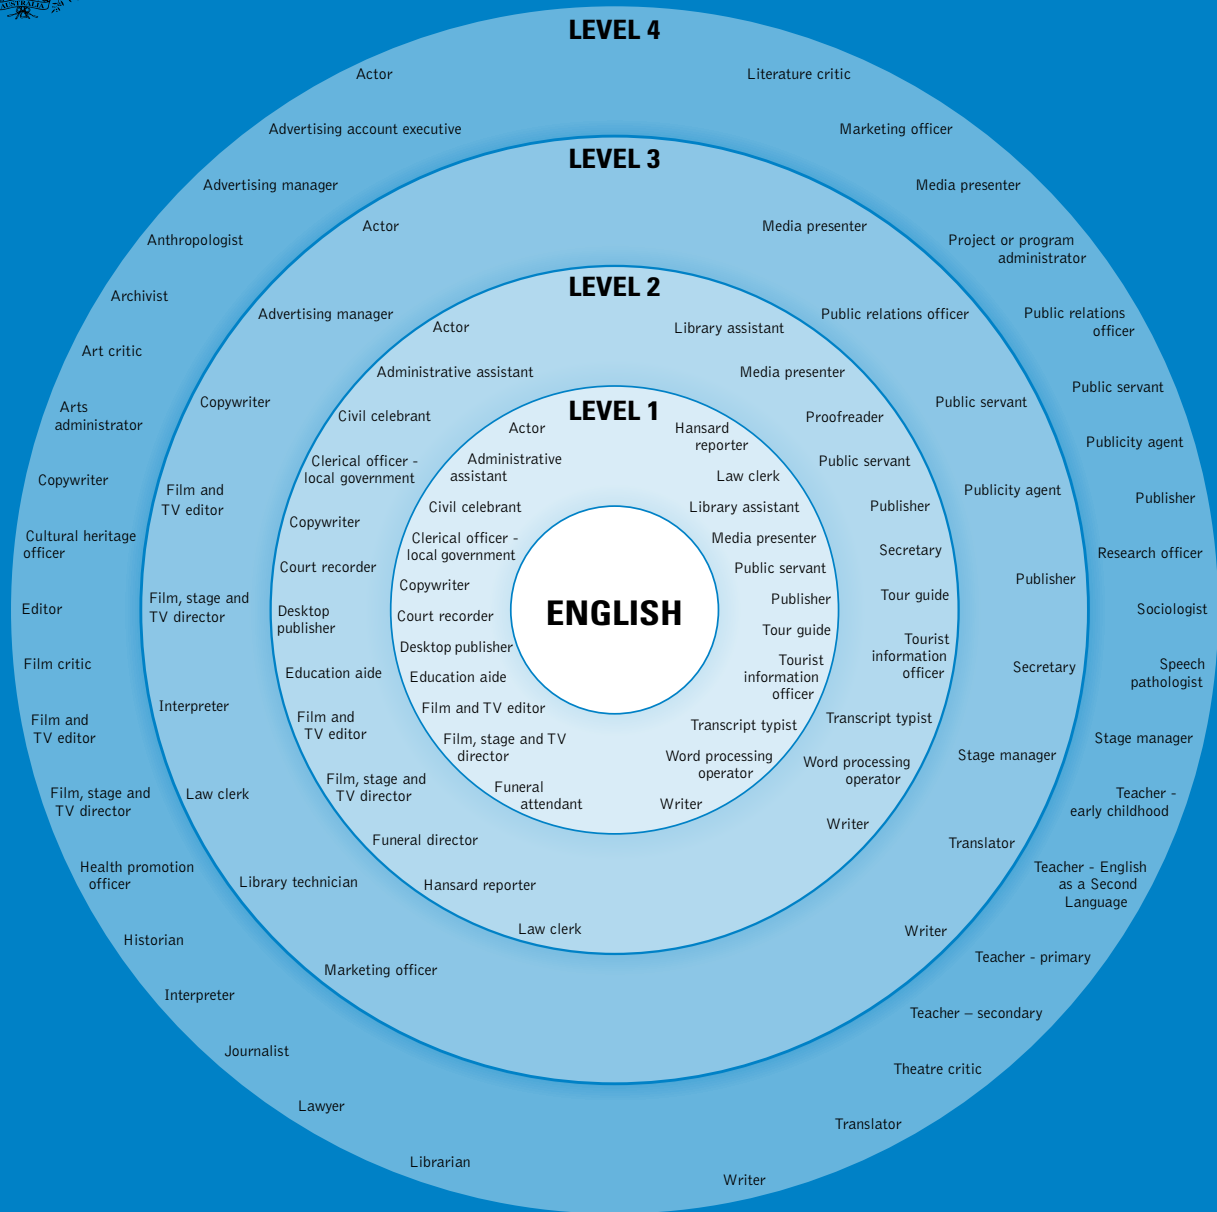 AUSTRALIA
LEVEL 4
Actor
Advertising account executive
Advertising manager
Anthropologist
Archivist
Art critic
Arts
administrator
Copywriter
Cultural heritage
officer
Editor
Film critic
Film and
TV editor
Film, stage and
TV director
Health promotion
officer
Historian
Interpreter
Journalist
Lawyer
Librarian
Literature critic
Marketing officer
Media presenter
Project or program
administrator
Public relations
officer
Public servant
Publicity agent
Publisher
Research officer
Sociologist
Speech
pathologist
Stage manager
Teacher -
early childhood
Teacher - English
as a Second
Language
Teacher - primary
Teacher – secondary
Theatre critic
Translator
Writer
LEVEL 3
Actor
Advertising manager
Copywriter
Film and
TV editor
Film, stage and
TV director
Interpreter
Law clerk
Library technician
Marketing officer
Media presenter
Public relations officer
Public servant
Publicity agent
Publisher
Secretary
Stage manager
Translator
Writer
LEVEL 2
Actor
Administrative assistant
Civil celebrant
Clerical officer -
local government
Copywriter
Court recorder
Desktop
publisher
Education aide
Film and
TV editor
Film, stage and
TV director
Funeral director
Hansard reporter
Law clerk
Library assistant
Media presenter
Proofreader
Public servant
Publisher
Secretary
Tour guide
Tourist
information
officer
Transcript typist
Word processing
operator
Writer
LEVEL 1
Actor
Administrative
assistant
Civil celebrant
Clerical officer -
local government
Copywriter
Court recorder
Desktop publisher
Education aide
Film and TV editor
Film, stage and TV
director
Funeral
attendant
Hansard
reporter
Law clerk
Library assistant
Media presenter
Public servant
Publisher
Tour guide
Tourist
information
officer
Transcript typist
Word processing
operator
Writer
ENGLISH